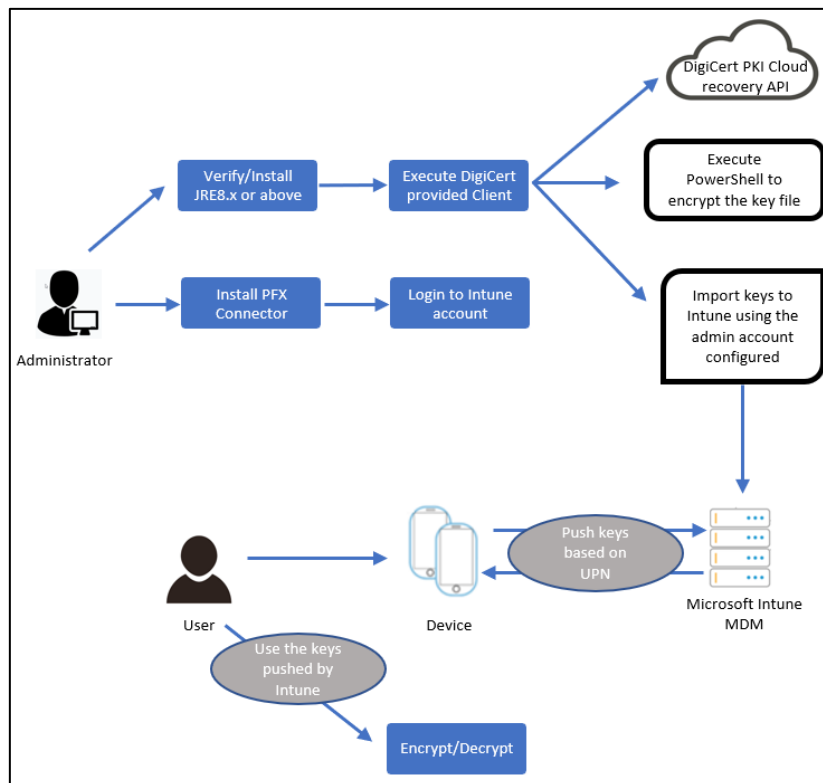 DigiCert PKI Cloud
recovery API
Verify/Install
JRE8.x or above
Execute DigiCert
provided Client
Execute
PowerShell to
encrypt the key file
Administrator
Install PFX
Connector
Login to Intune
account
Import keys to
Intune using the
admin account
configured
User
Device
Push keys
based on
UPN
Microsoft Intune
MDM
Use the keys
pushed by
Intune
Encrypt/Decrypt